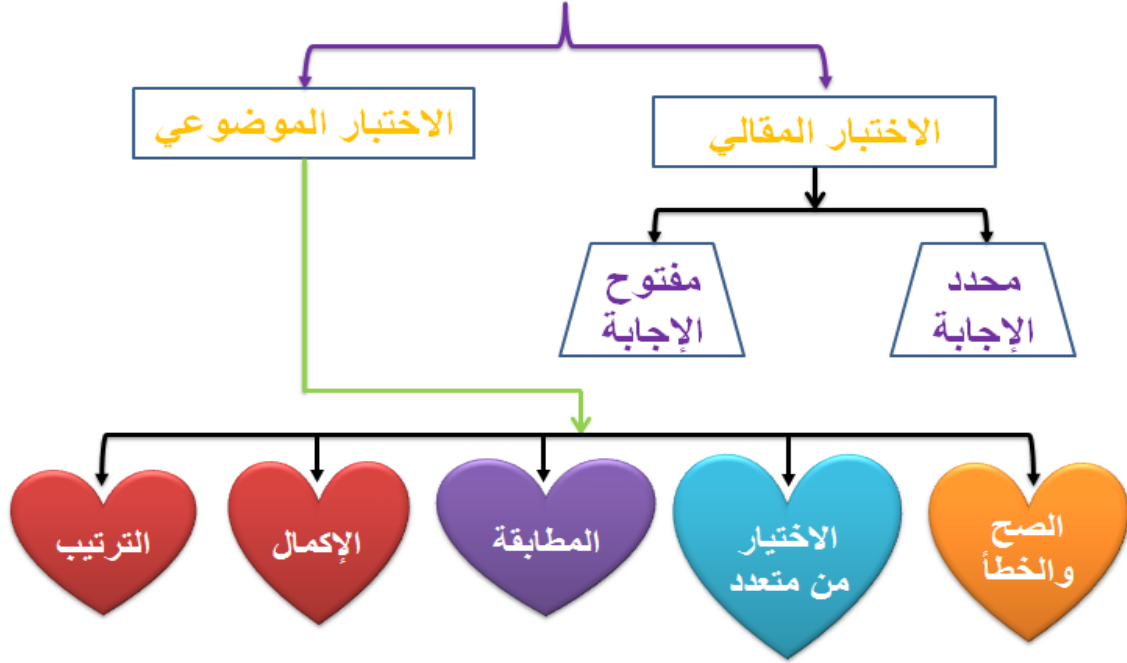 الاختبار المقالي
الاختبار الموضوعي
محدد
الإجابة
مفتوح
الإجابة
الصح
والخطأ
الاختيار
من متعدد
المطابقة
الإكمال
الترتيب